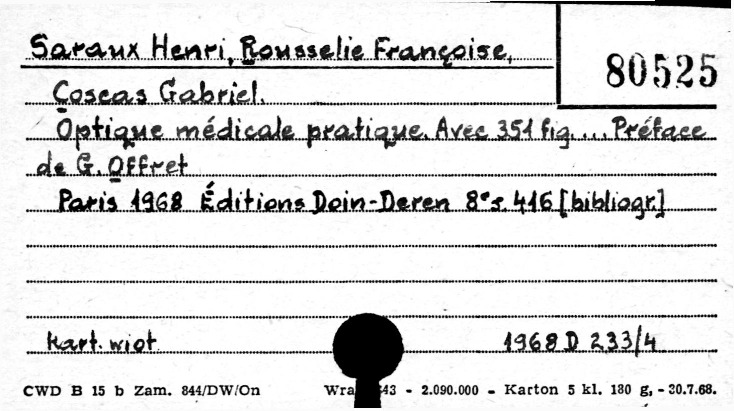 Saraux Henri, Rousselie Françoise,
80525
Coscas Gabriel.
Optique médicale pratique. Avec 351 fig. ... Préface
de G. Offret
Paris 1968 Éditions Doin-Deren 8° s. 416 [bibliogr.]
kart. wiot.
1968 D 233/4
CWD B 15 b Zam. 844/DW/On
43 - 2.090.000 - Karton 5 kl. 180 g, - 30.7.68.